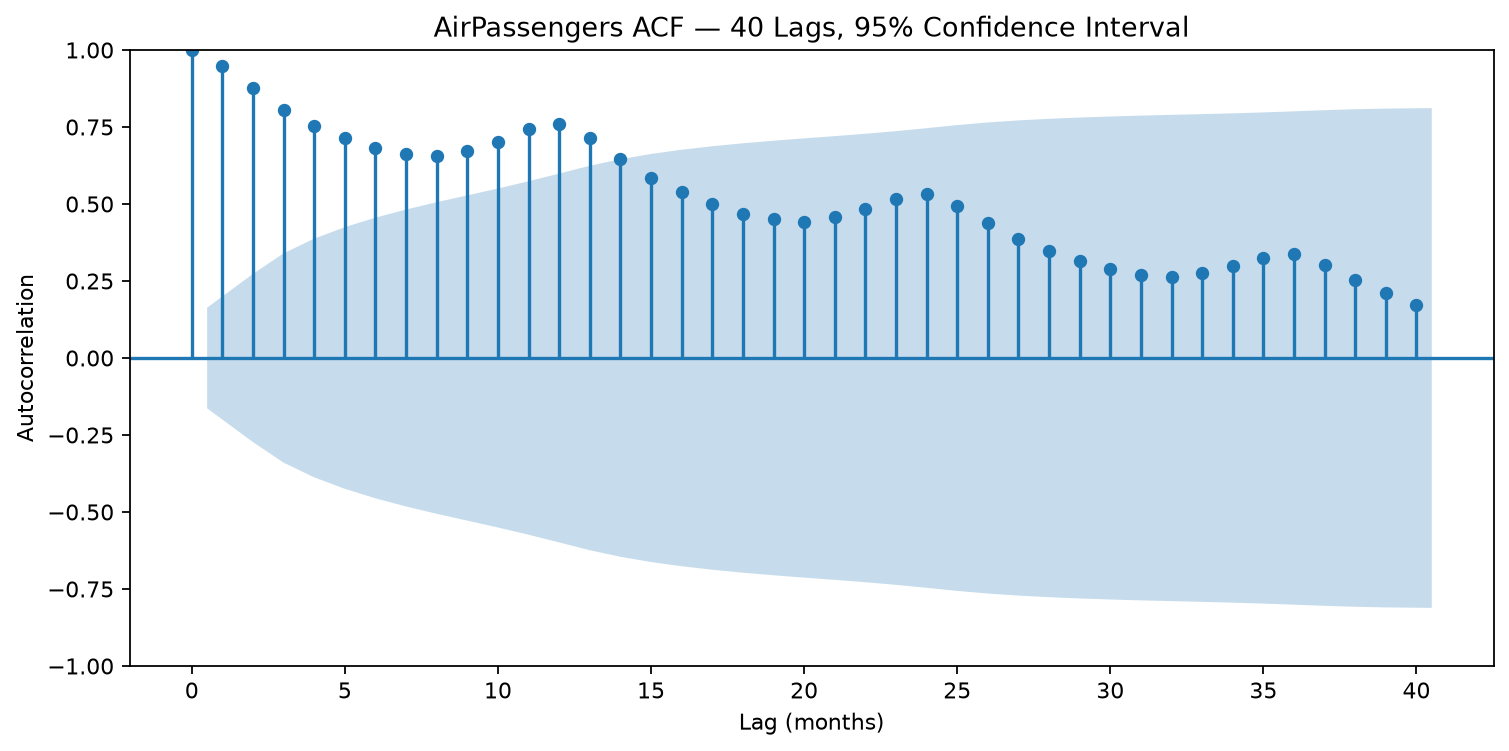 AirPassengers ACF — 40 Lags, 95% Confidence Interval
1.00
0.75
0.50
0.25
0.00
−0.25
−0.50
−0.75
−1.00
Autocorrelation
0 5 10 15 20 25 30 35 40
Lag (months)